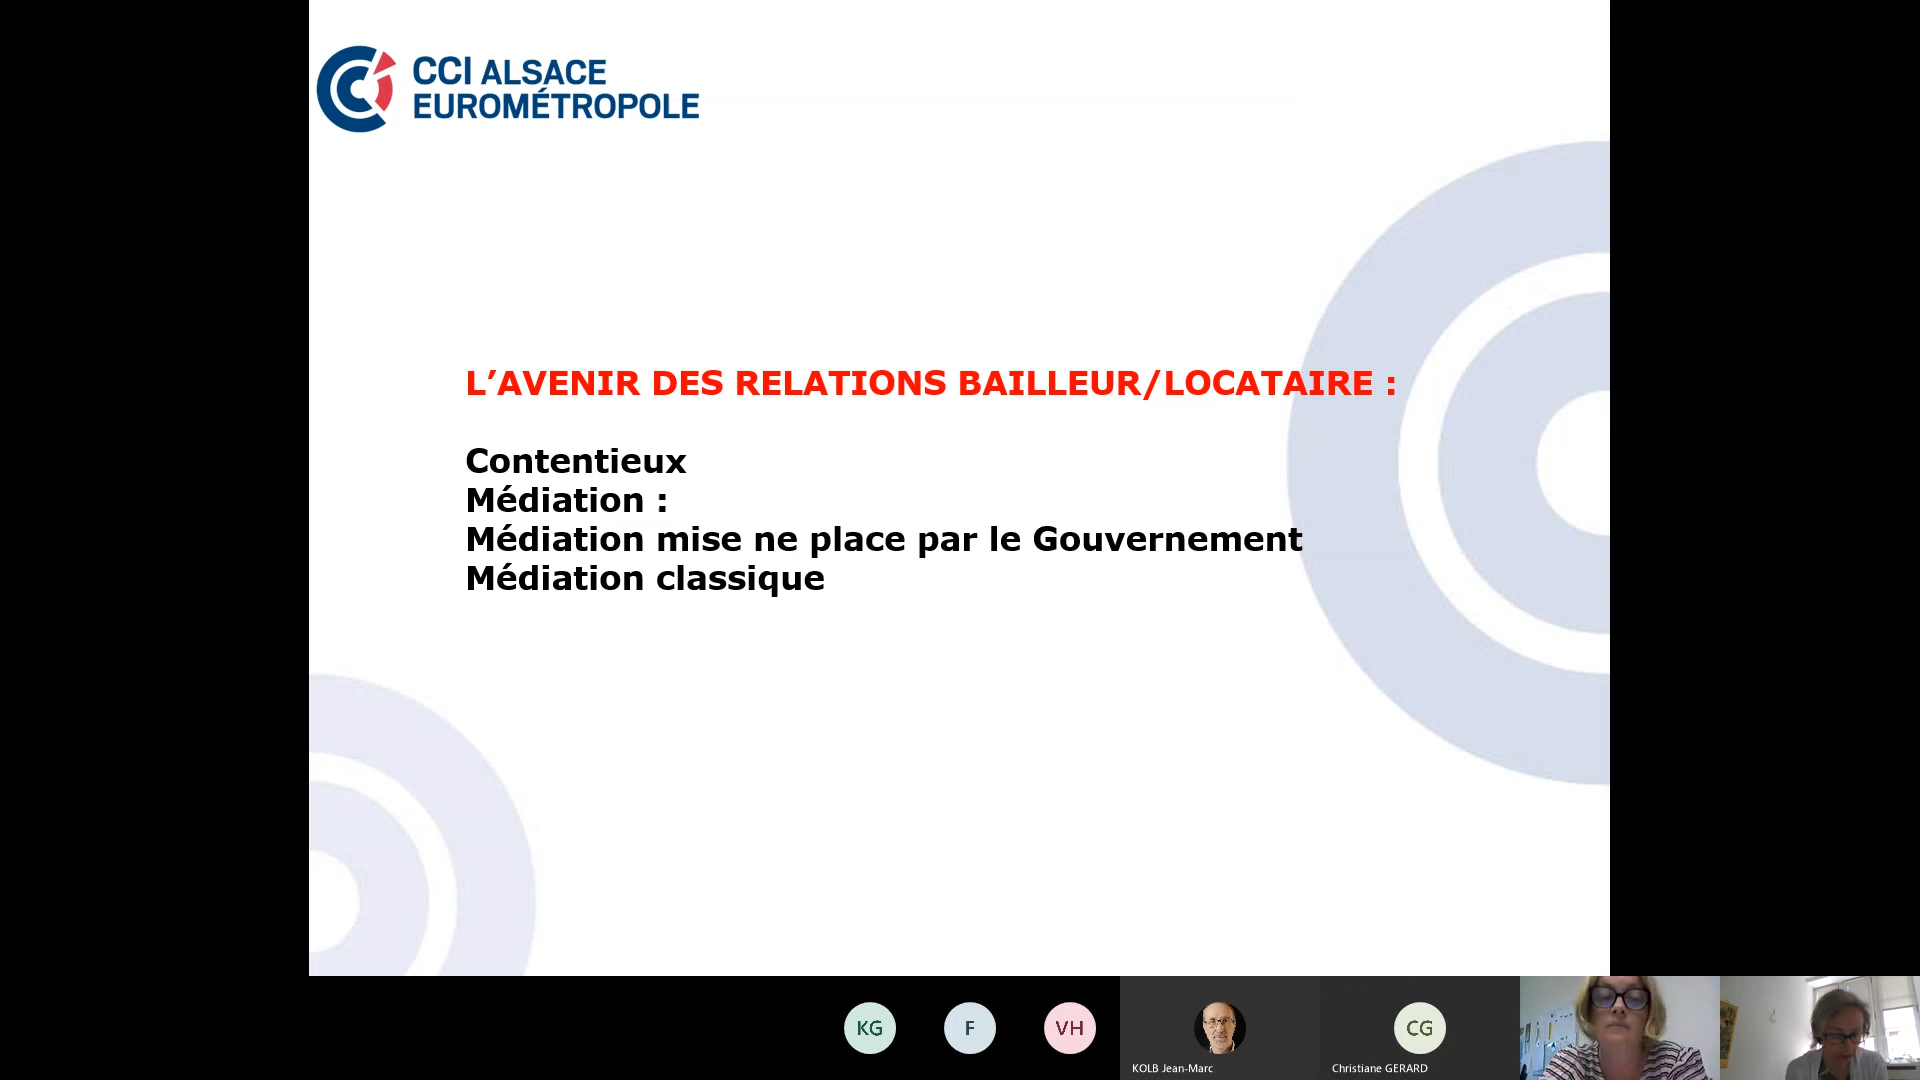 CCI ALSACE
EUROMÉTROPOLE
L’AVENIR DES RELATIONS BAILLEUR/LOCATAIRE :
Contentieux
Médiation :
Médiation mise ne place par le Gouvernement
Médiation classique
KG
F
VH
CG
KOLB Jean-Marc
Christiane GERARD